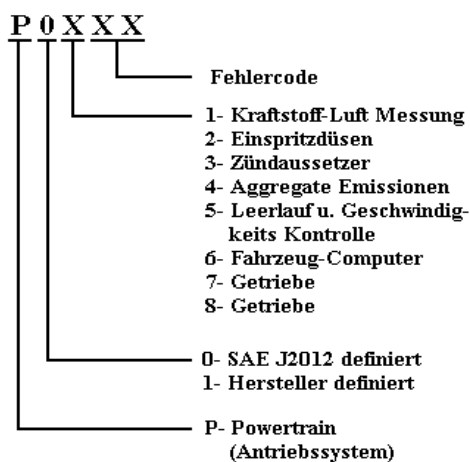 P 0 X X X
Fehlercode
1- Kraftstoff-Luft Messung
2- Einspritzdüsen
3- Zündaussetzer
4- Aggregate Emissionen
5- Leerlauf u. Geschwindig-
keits Kontrolle
6- Fahrzeug-Computer
7- Getriebe
8- Getriebe
0- SAE J2012 definiert
1- Hersteller definiert
P- Powertrain
(Antriebssystem)